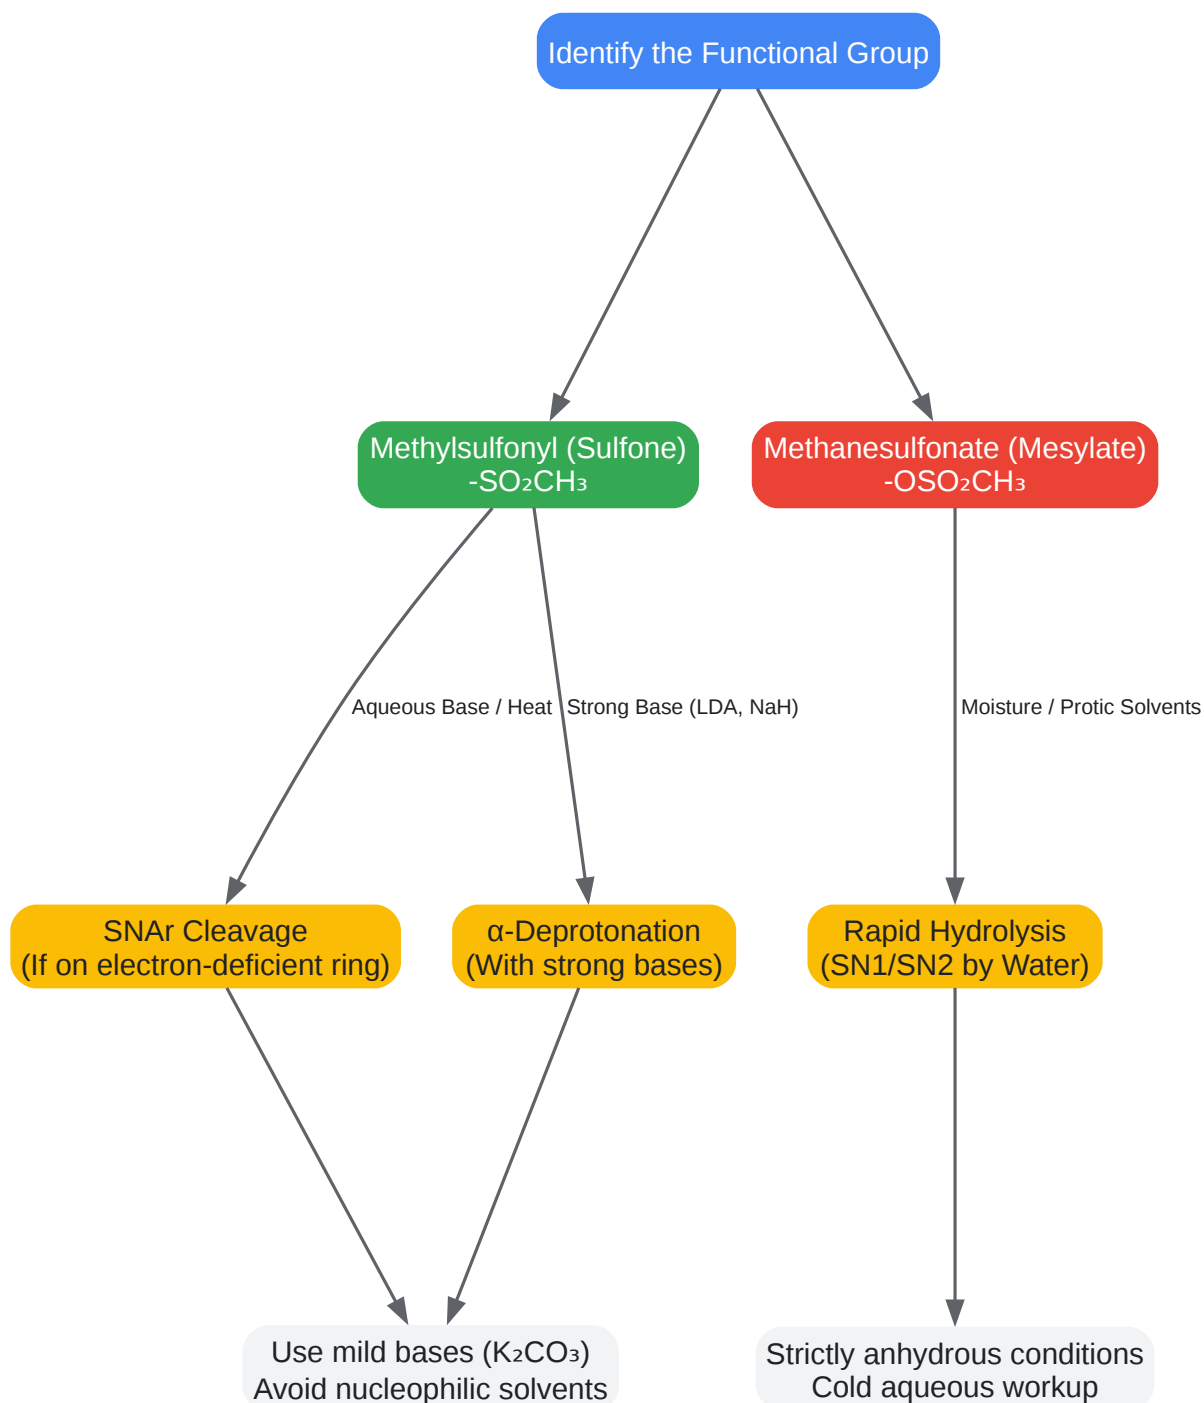 Identify the Functional Group
Methylsulfonyl (Sulfone)
-SO₂CH₃
Methanesulfonate (Mesylate)
-OSO₂CH₃
Aqueous Base / Heat
Strong Base (LDA, NaH)
Moisture / Protic Solvents
SNAr Cleavage
(If on electron-deficient ring)
α-Deprotonation
(With strong bases)
Rapid Hydrolysis
(SN1/SN2 by Water)
Use mild bases (K₂CO₃)
Avoid nucleophilic solvents
Strictly anhydrous conditions
Cold aqueous workup